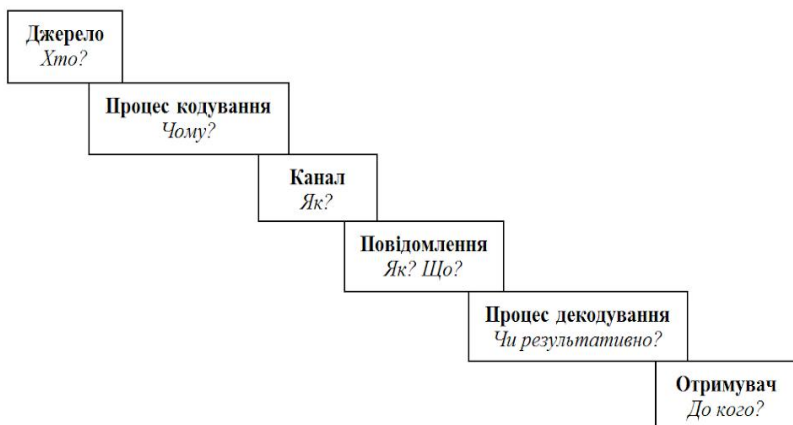 Джерело
Хто?
Процес кодування
Чому?
Канал
Як?
Повідомлення
Як? Що?
Процес декодування
Чи результативно?
Отримувач
До кого?